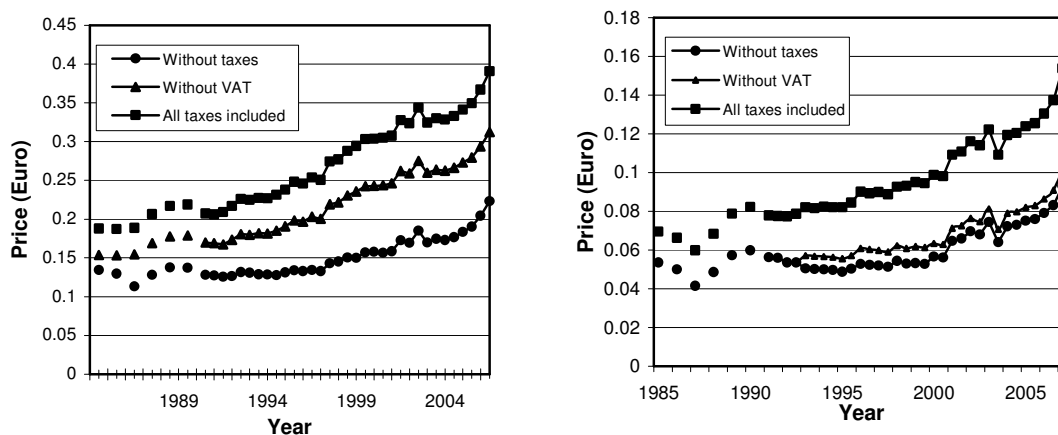 0.45
0.4
0.35
0.3
0.25
0.2
0.15
0.1
0.05
0
Price (Euro)
Without taxes
Without VAT
All taxes included
1989 1994 1999 2004
Year
0.18
0.16
0.14
0.12
0.1
0.08
0.06
0.04
0.02
0
Price (Euro)
Without taxes
Without VAT
All taxes included
1985 1990 1995 2000 2005
Year